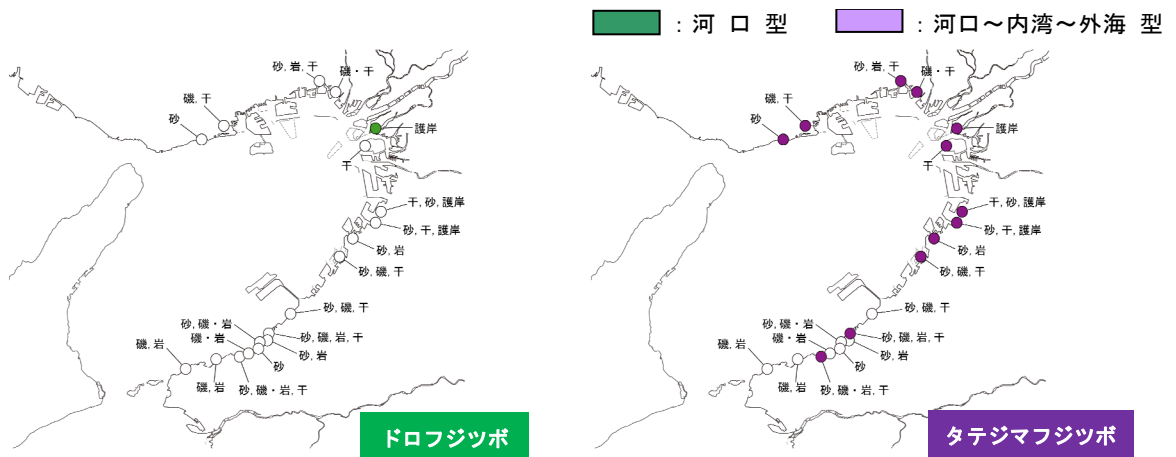 ：河 口 型
：河口～内湾～外海 型
砂, 岩, 干
磯・干
磯, 干
砂
護岸
干
干, 砂, 護岸
砂, 干, 護岸
砂, 岩
砂, 磯, 干
砂, 磯, 干
砂, 磯・岩
磯・岩
砂, 磯, 岩, 干
砂, 岩
磯, 岩
砂
磯, 岩
砂, 磯・岩, 干
ドロフジツボ
砂, 岩, 干
磯・干
磯, 干
砂
護岸
干
干, 砂, 護岸
砂, 干, 護岸
砂, 岩
砂, 磯, 干
砂, 磯, 干
砂, 磯・岩
磯・岩
砂, 磯, 岩, 干
砂, 岩
磯, 岩
砂
磯, 岩
砂, 磯・岩, 干
タテジマフジツボ